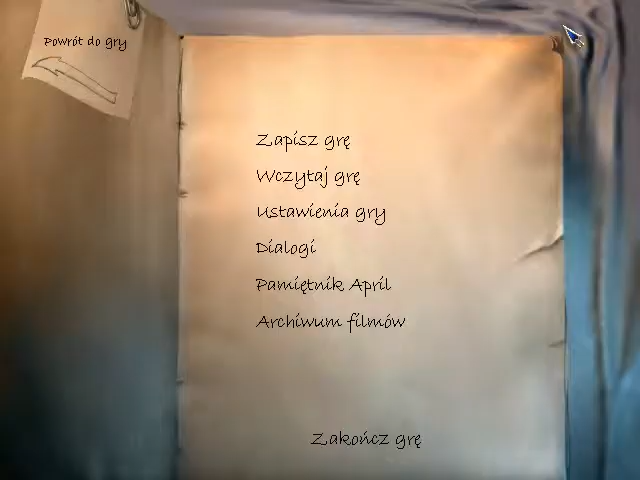 Powrót do gry
Zapisz grę
Wczytaj grę
Ustawienia gry
Dialogi
Pamiętnik April
Archiwum filmów
Zakończ grę